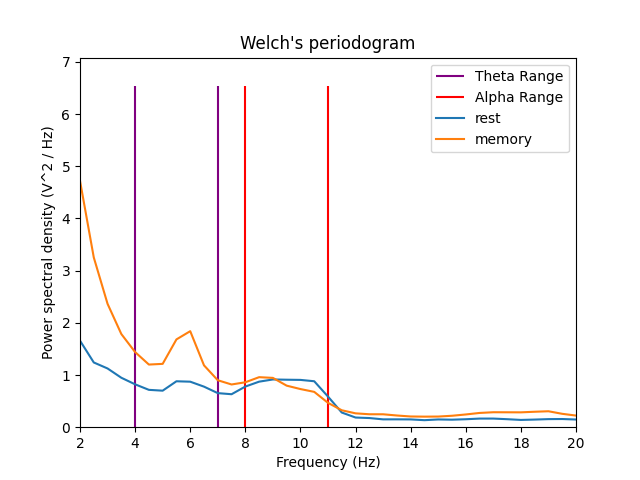 Welch's periodogram
Power spectral density (V^2 / Hz)
7
6
5
4
3
2
1
0
Theta Range
Alpha Range
rest
memory
2 4 6 8 10 12 14 16 18 20
Frequency (Hz)